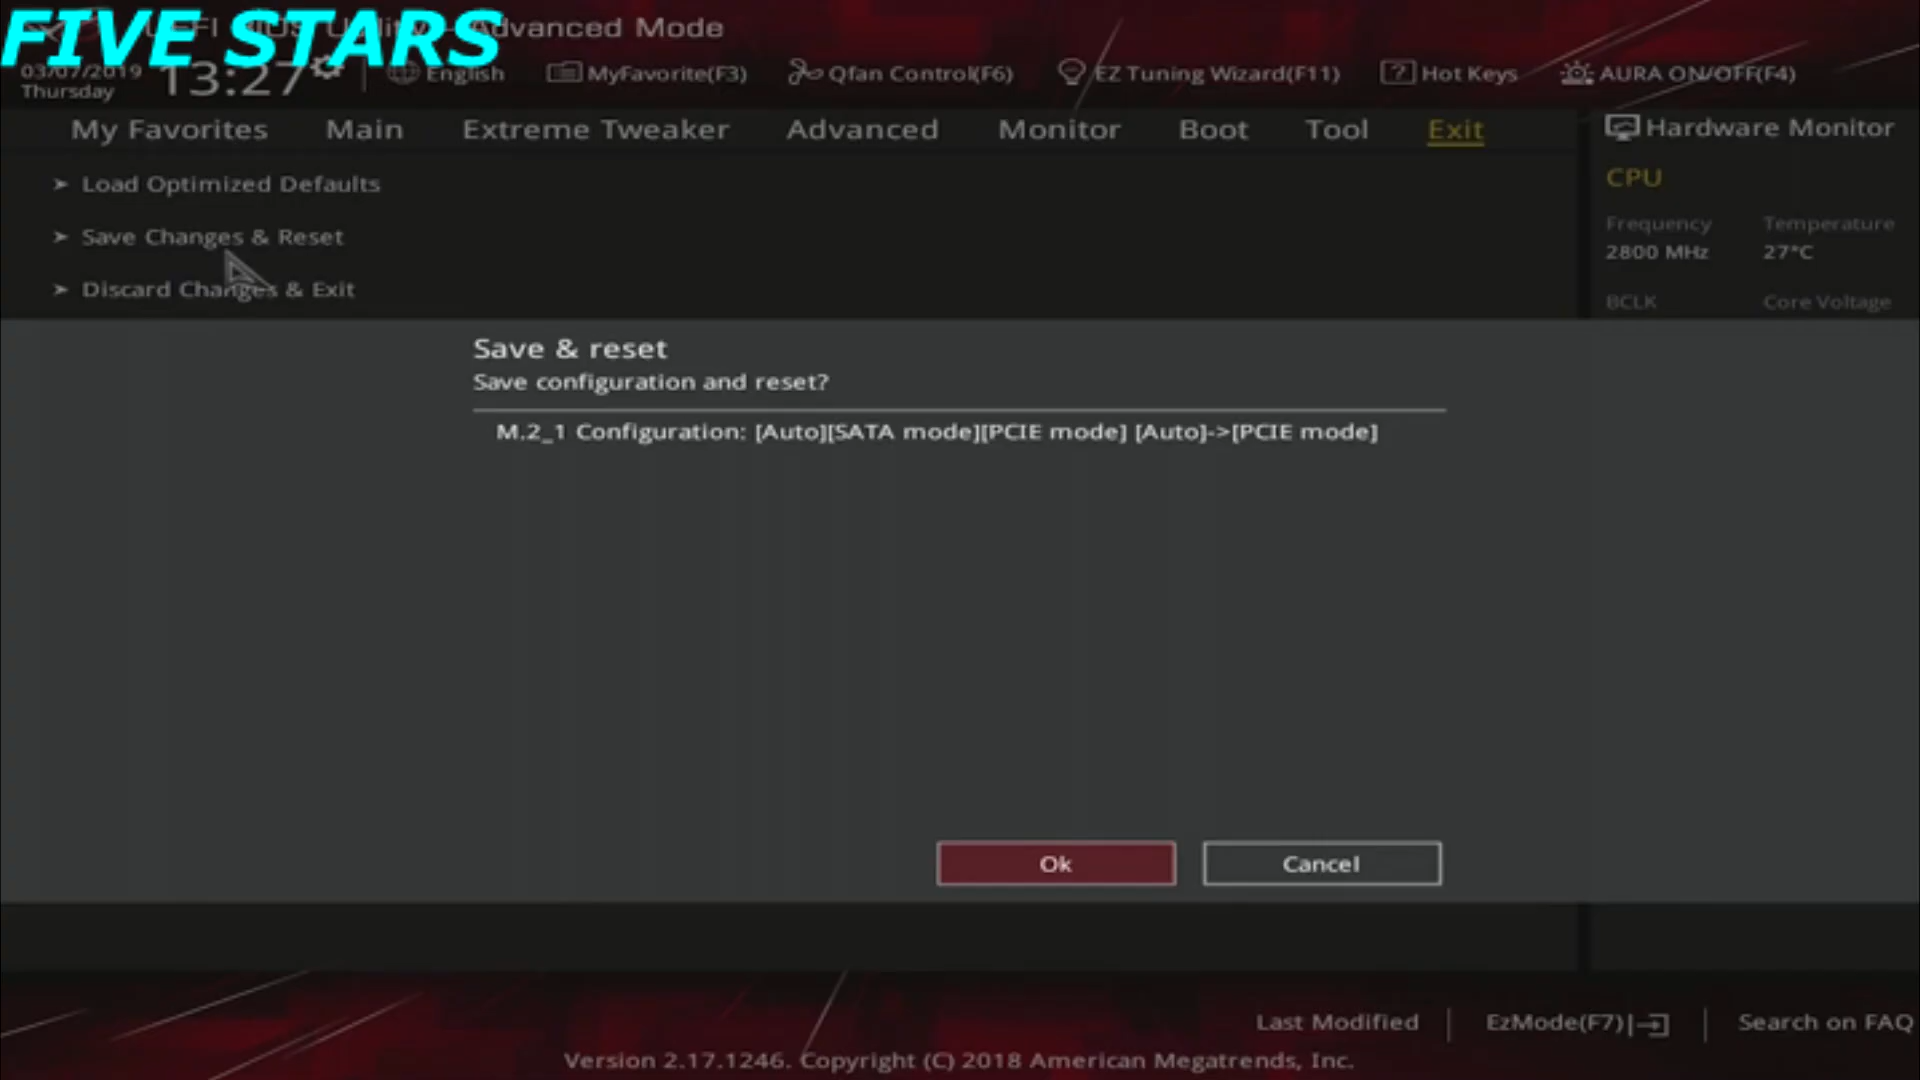 FIVE STARS
Advanced Mode
03/07/2019
Thursday
13:27
English
MyFavorite(F3)
Qfan Control(F6)
EZ Tuning Wizard(F11)
? Hot Keys
AURA ON/OFF(F4)
My Favorites
Main
Extreme Tweaker
Advanced
Monitor
Boot
Tool
Exit
Hardware Monitor
Load Optimized Defaults
Save Changes & Reset
Discard Changes & Exit
CPU
Frequency
Temperature
2800 MHz
27°C
BCLK
Core Voltage
Save & reset
Save configuration and reset?
M.2_1 Configuration: [Auto][SATA mode][PCIE mode] [Auto]->[PCIE mode]
Ok
Cancel
Last Modified
EzMode(F7)
Search on FAQ
Version 2.17.1246. Copyright (C) 2018 American Megatrends, Inc.